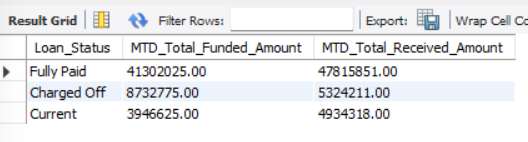 Result Grid Filter Rows: Export: Wrap Cell Co
Loan_Status MTD_Total_Funded_Amount MTD_Total_Received_Amount
Fully Paid 41302025.00 47815851.00
Charged Off 8732775.00 5324211.00
Current 3946625.00 4934318.00